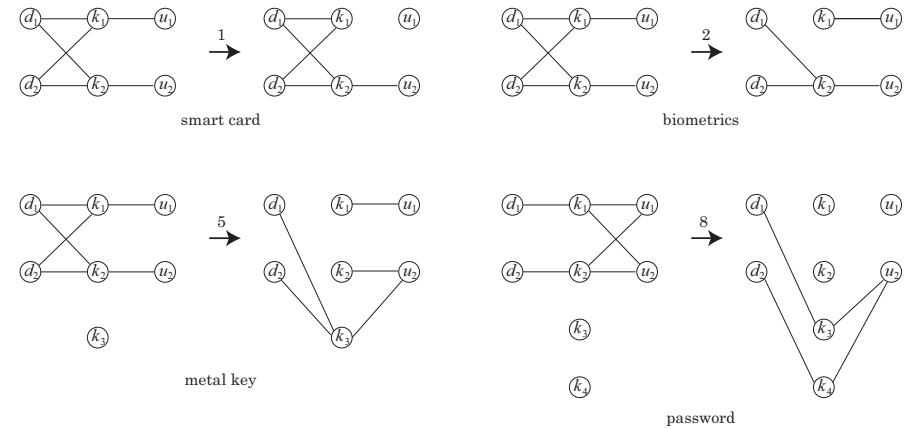 d1 k1 u1 1 d1 k1 u1
d2 k2 u2 d2 k2 u2
smart card
d1 k1 u1 2 d1 k1 u1
d2 k2 u2 d2 k2 u2
biometrics
d1 k1 u1 5 d1 k1 u1
d2 k2 u2 d2 k2 u2
k3 k3
metal key
d1 k1 u1 8 d1 k1 u1
d2 k2 u2 d2 k2 u2
k3 k3
k4 k4
password